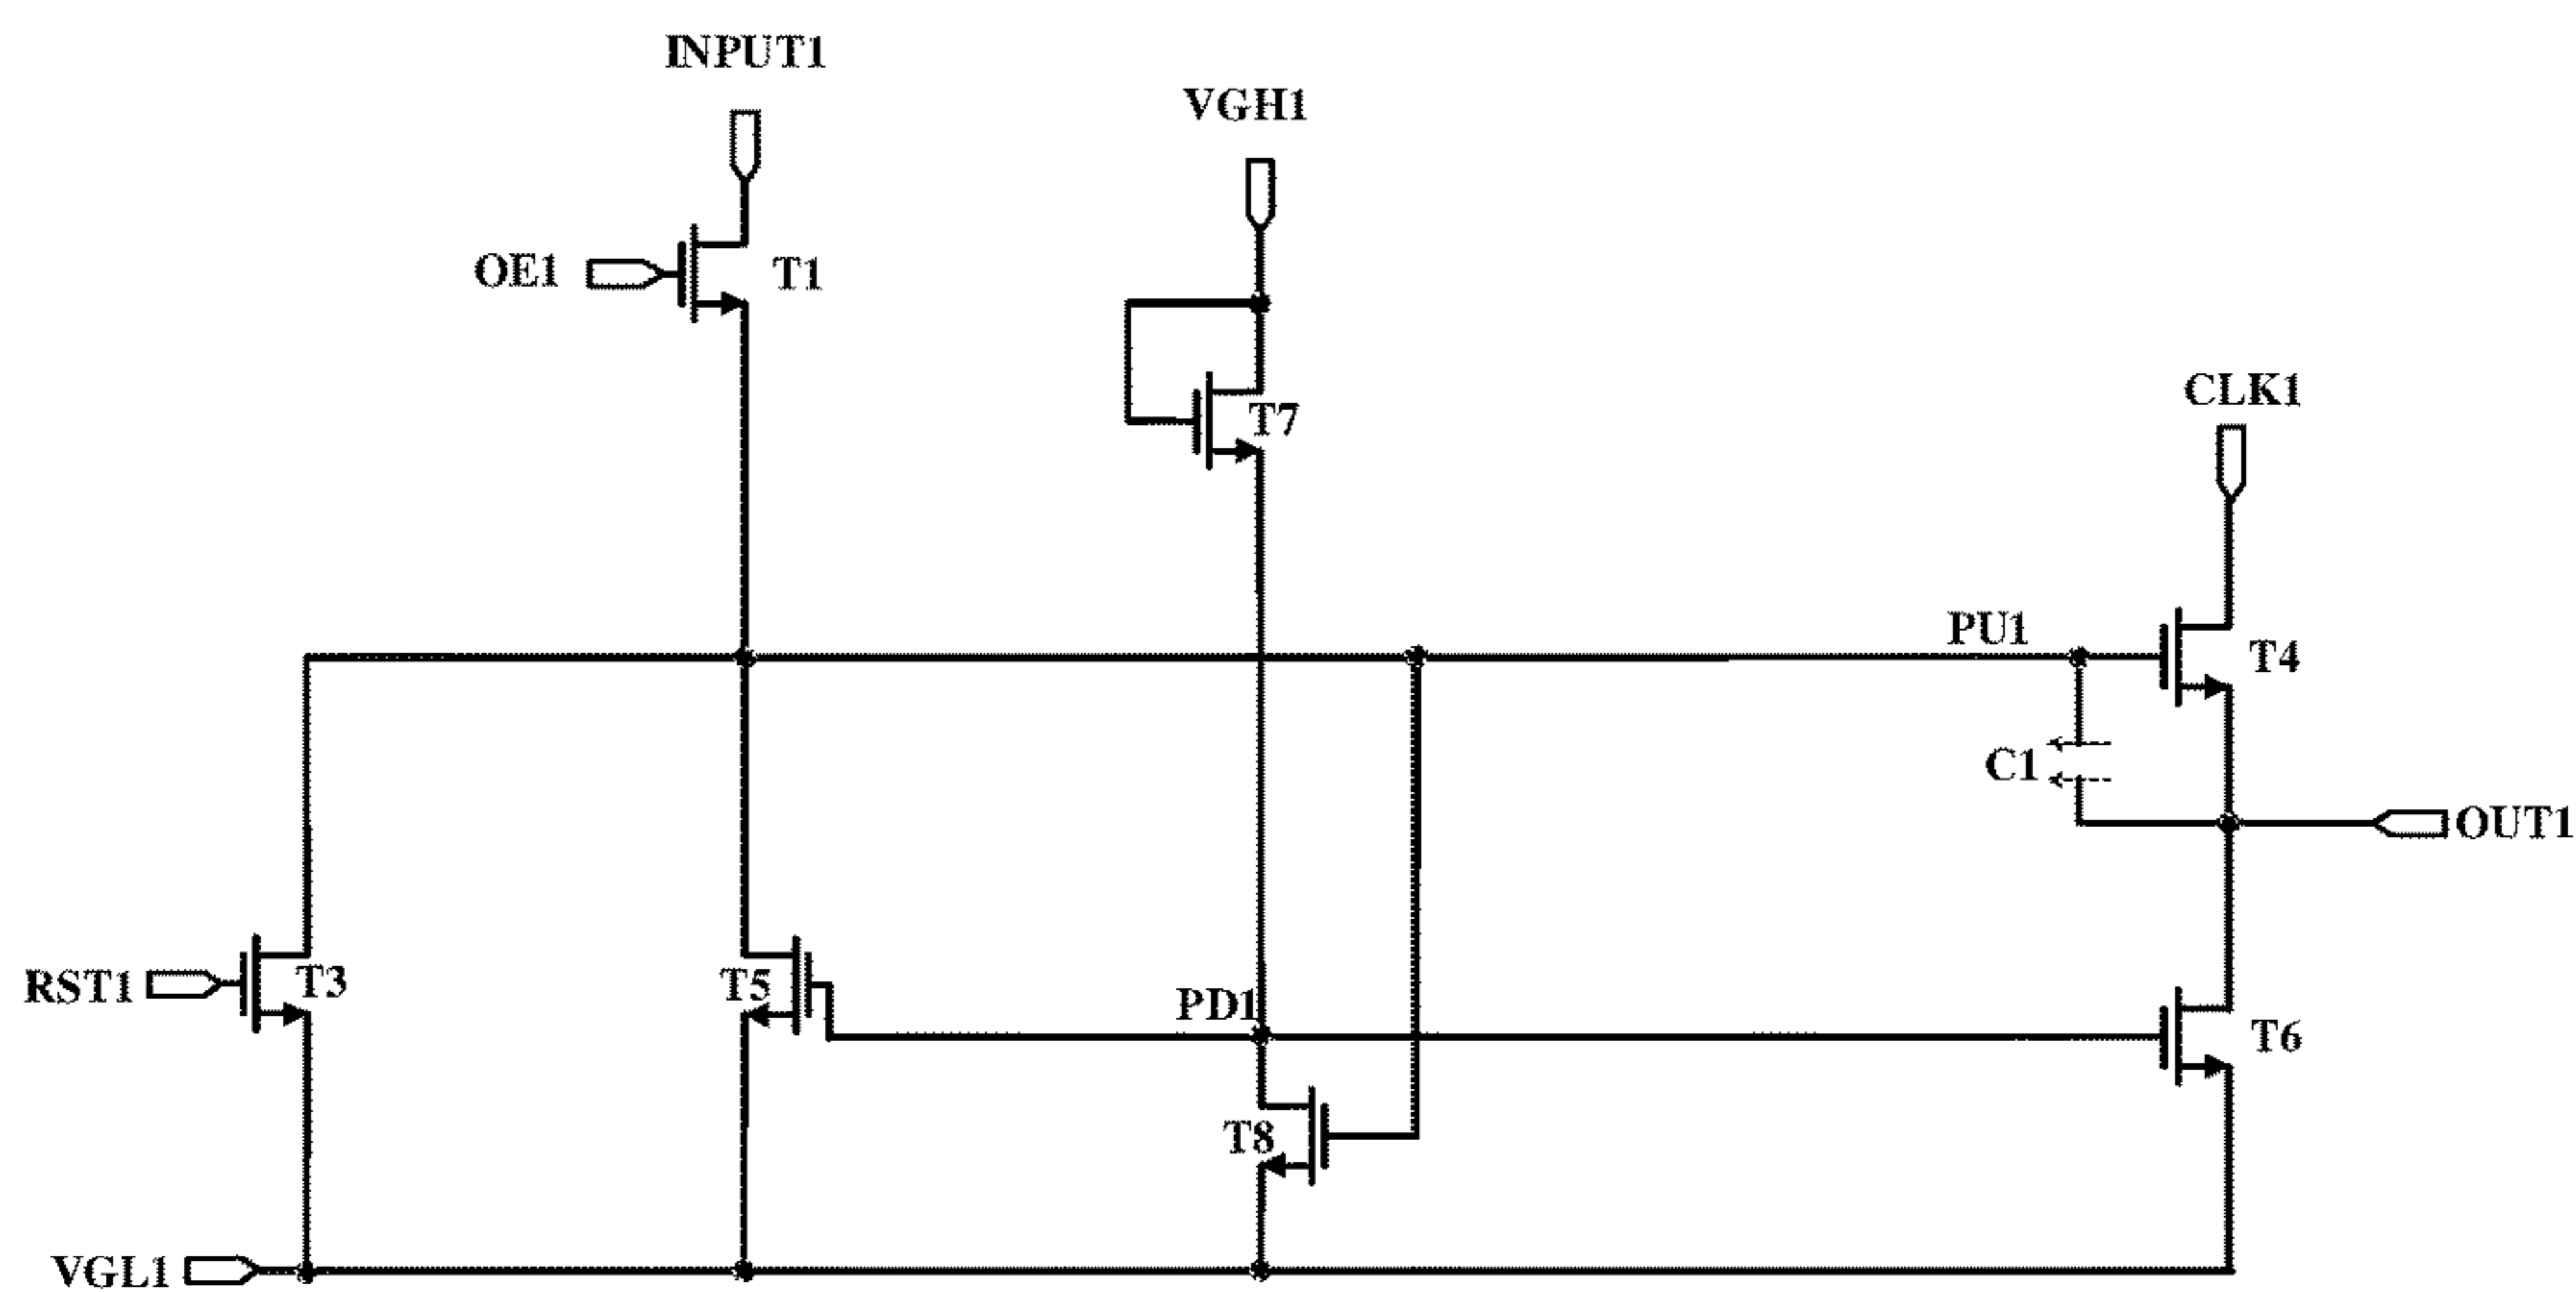 INPUT1
VGH1
OE1
T1
T7
CLK1
PU1
T4
C1
OUT1
RST1
T3
T5
PD1
T6
T8
VGL1